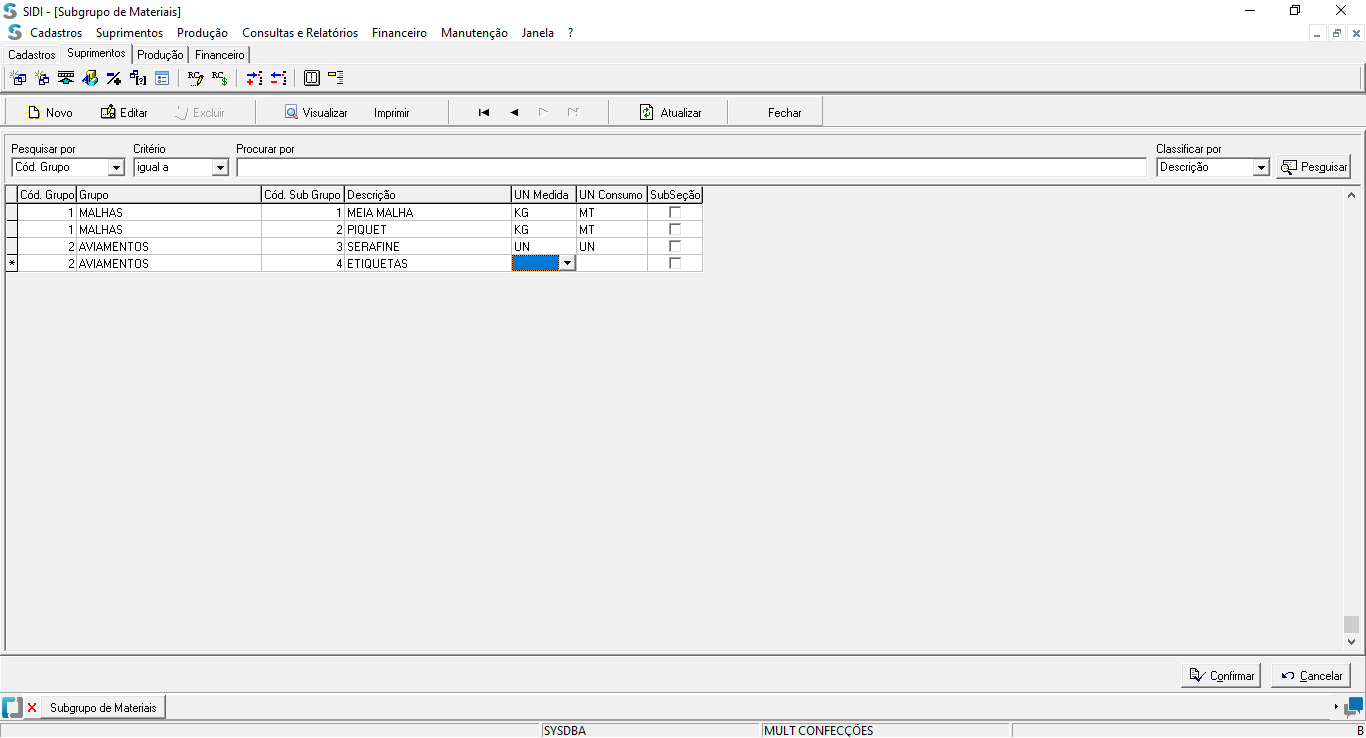 SIDI - [Subgrupo de Materiais]
Cadastros Suprimentos Produção Consultas e Relatórios Financeiro Manutenção Janela ?
Cadastros Suprimentos Produção Financeiro
Novo Editar Excluir Visualizar Imprimir Atualizar Fechar
Pesquisar por Critério Procurar por Classificar por
Cód. Grupo igual a Descrição Pesquisar
Cód. Grupo Grupo Cód. Sub Grupo Descrição UN Medida UN Consumo SubSeção
1 MALHAS 1 MEIA MALHA KG MT
1 MALHAS 2 PIQUET KG MT
2 AVIAMENTOS 3 SERAFINE UN UN
* 2 AVIAMENTOS 4 ETIQUETAS
Confirmar Cancelar
Subgrupo de Materiais
SYSDBA MULT CONFECÇÕES B